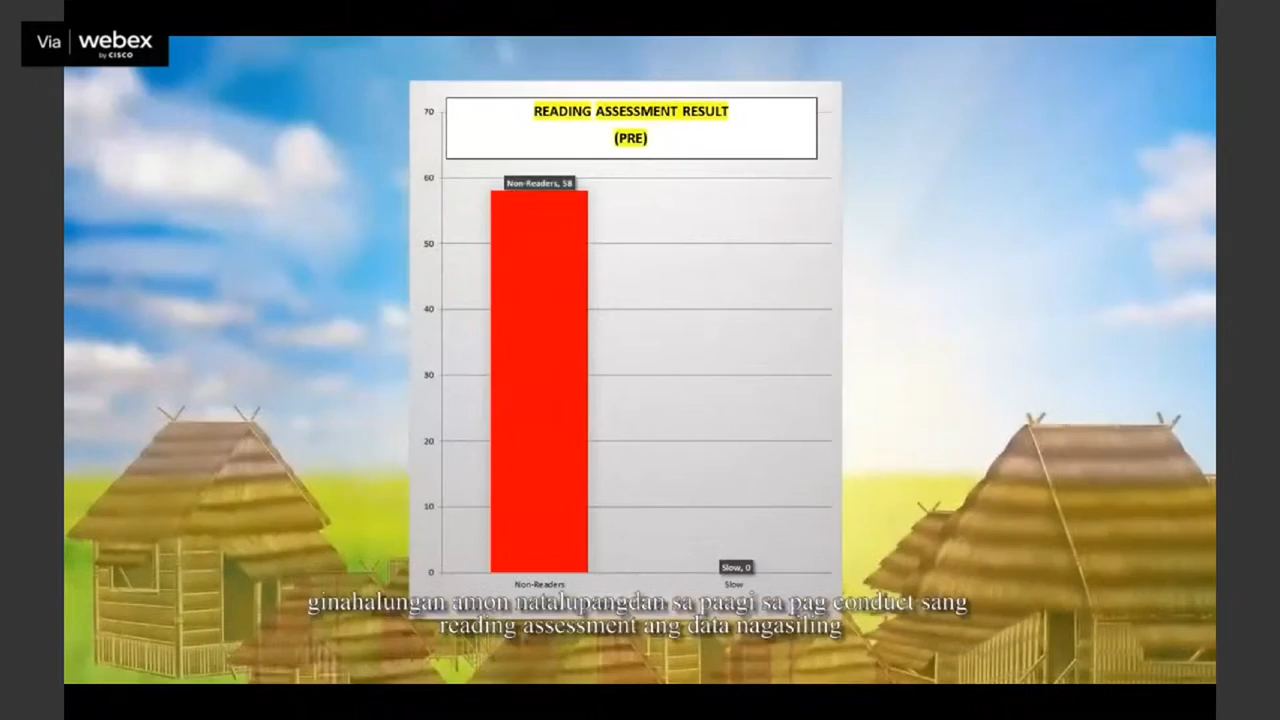 Via webex
by CISCO
READING ASSESSMENT RESULT
(PRE)
70
60
50
40
30
20
10
0
Non-Readers, 58
Slow, 0
Non-Readers
Slow
ginahalungan amon natalupangdan sa paagi sa pag conduct sang
reading assessment ang data nagasiling